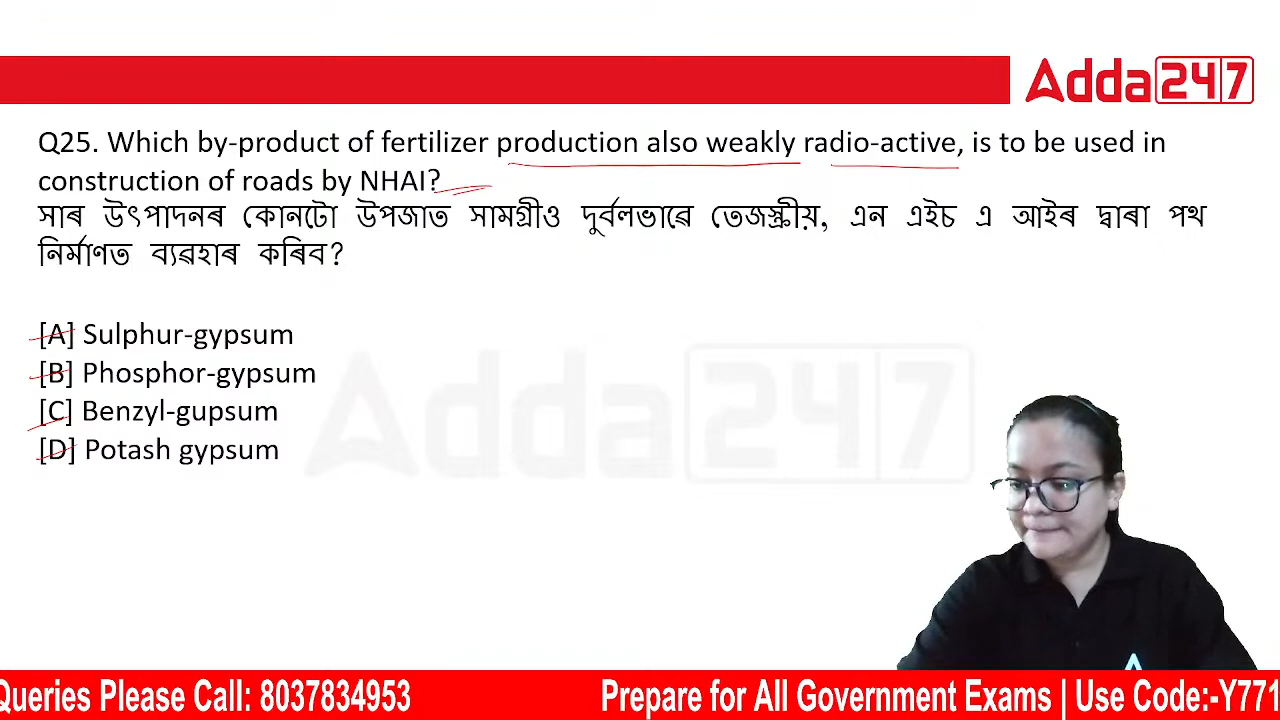 Adda247
Q25. Which by-product of fertilizer production also weakly radio-active, is to be used in
construction of roads by NHAI?
সাৰ উৎপাদনৰ কোনটো উপজাত সামগ্ৰীও দুৰ্বলভাৱে তেজস্ক্ৰীয়, এন এইচ এ আইৰ দ্বাৰা পথ
নিৰ্মাণত ব্যৱহাৰ কৰিব?
[A] Sulphur-gypsum
[B] Phosphor-gypsum
[C] Benzyl-gupsum
[D] Potash gypsum
Adda247
Queries Please Call: 8037834953 Prepare for All Government Exams | Use Code:-Y771